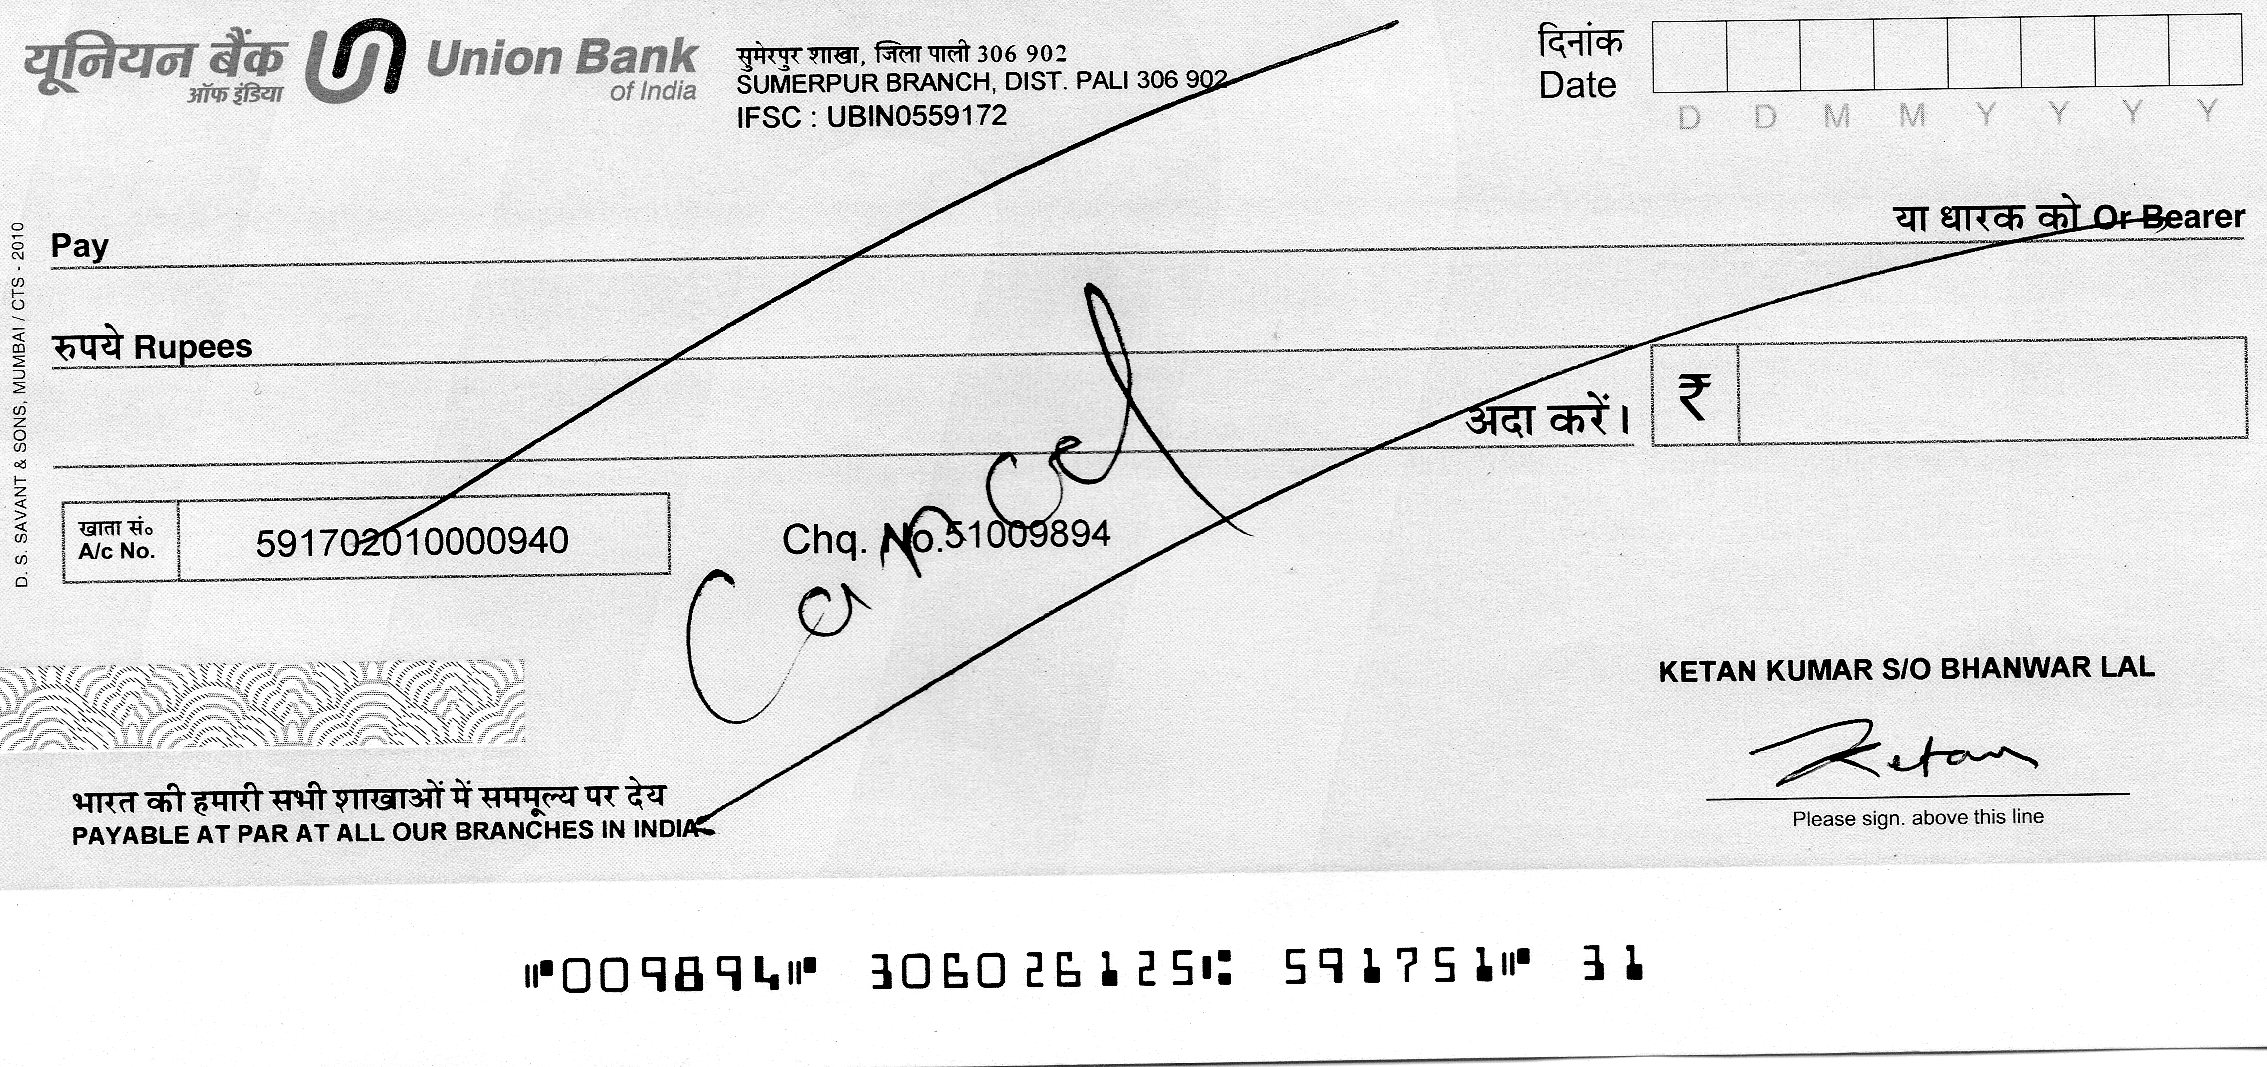 यूनियन बैंक
ऑफ इंडिया
Union Bank
of India
सुमेरपुर शाखा, जिला पाली 306 902
SUMERPUR BRANCH, DIST. PALI 306 902
IFSC : UBIN0559172
दिनांक
Date
D D M M Y Y Y Y
Pay
या धारक को Or Bearer
रुपये Rupees
अदा करें।
₹
खाता सं०
A/c No.
591702010000940
Chq. No.51009894
Cancel
D. S. SAVANT & SONS, MUMBAI / CTS - 2010
KETAN KUMAR S/O BHANWAR LAL
Ketan
Please sign. above this line
भारत की हमारी सभी शाखाओं में सममूल्य पर देय
PAYABLE AT PAR AT ALL OUR BRANCHES IN INDIA
⑈009894⑈ 306026125⑆ 591751⑈ 31